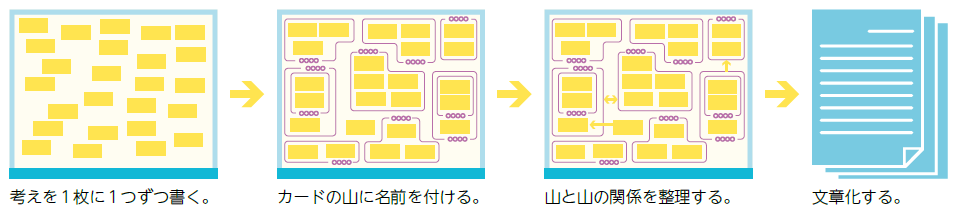 考えを1枚に1つずつ書く。
カードの山に名前を付ける。
山と山の関係を整理する。
文章化する。